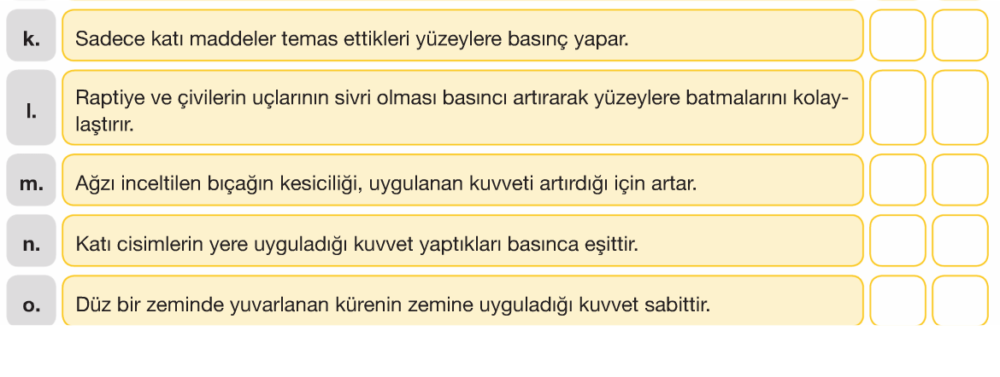 k. Sadece katı maddeler temas ettikleri yüzeylere basınç yapar.
l. Raptiye ve çivilerin uçlarının sivri olması basıncı artırarak yüzeylere batmalarını kolay-
laştırır.
m. Ağzı inceltilen bıçağın kesiciliği, uygulanan kuvveti artırdığı için artar.
n. Katı cisimlerin yere uyguladığı kuvvet yaptıkları basınca eşittir.
o. Düz bir zeminde yuvarlanan kürenin zemine uyguladığı kuvvet sabittir.